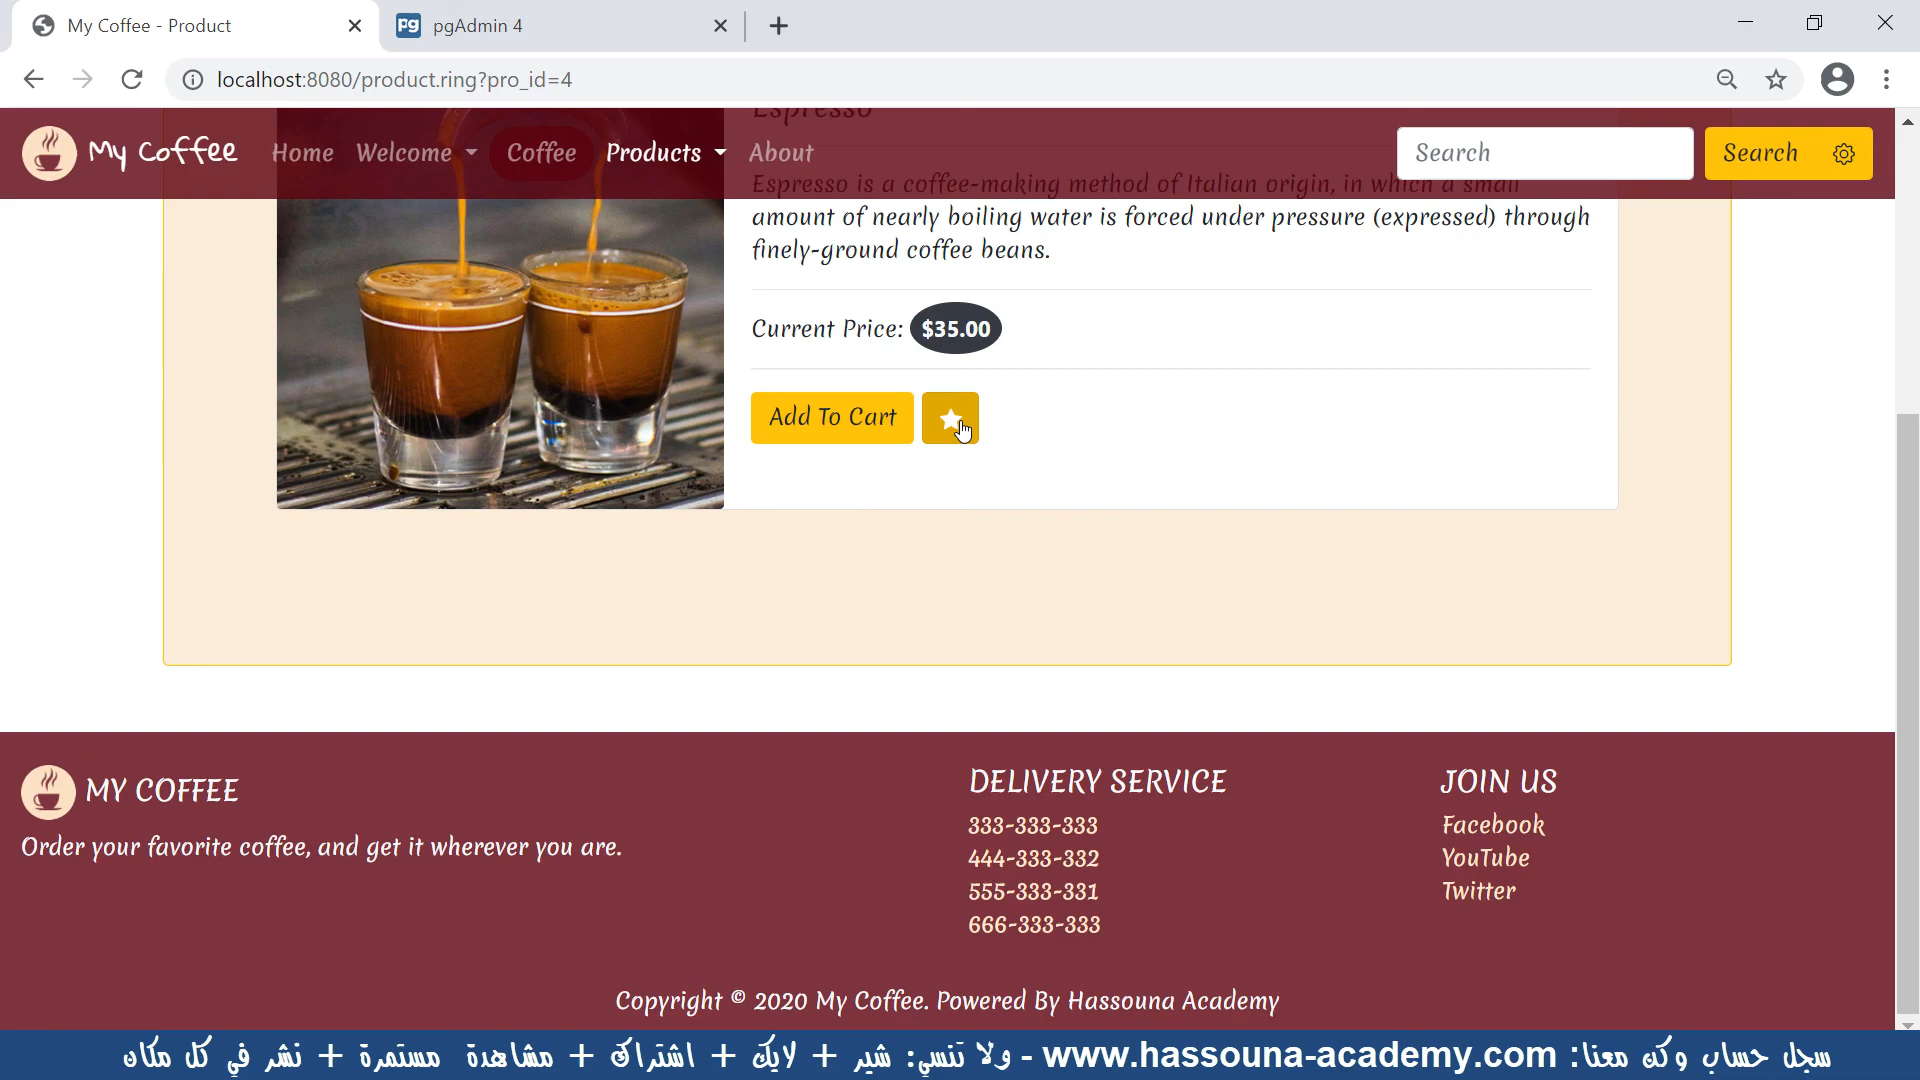 My Coffee - Product
pgAdmin 4
localhost:8080/product.ring?pro_id=4
My Coffee Home Welcome Coffee Products About Search Search
Espresso
Espresso is a coffee-making method of Italian origin, in which a small
amount of nearly boiling water is forced under pressure (expressed) through
finely-ground coffee beans.
Current Price: $35.00
Add To Cart
MY COFFEE
Order your favorite coffee, and get it wherever you are.
DELIVERY SERVICE
333-333-333
444-333-332
555-333-331
666-333-333
JOIN US
Facebook
YouTube
Twitter
Copyright © 2020 My Coffee. Powered By Hassouna Academy
سجل حساب وكن معنا: www.hassouna-academy.com - ولا تنسى: شير + لايك + اشتراك + مشاهدة مستمرة + نشر في كل مكان